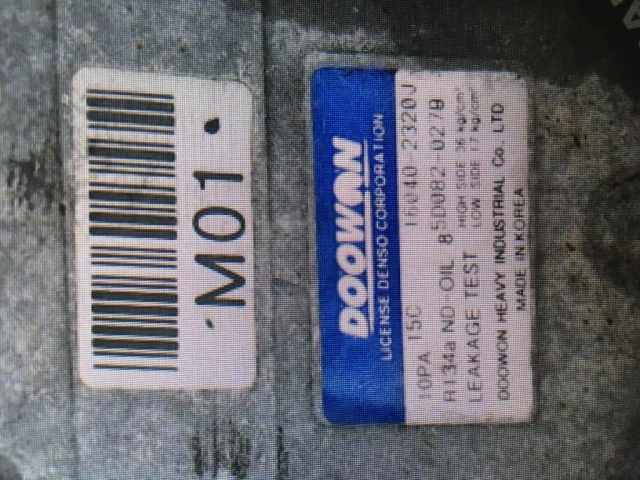 M01
DOOWON
LICENSE DENSO CORPORATION
10PA 15C 16040 2320J
R134a ND-OIL 8 5D082-0279
LEAKAGE TEST HIGH SIDE 36 kg/cm²
LOW SIDE 17 kg/cm²
DOOWON HEAVY INDUSTRIAL Co. LTD
MADE IN KOREA